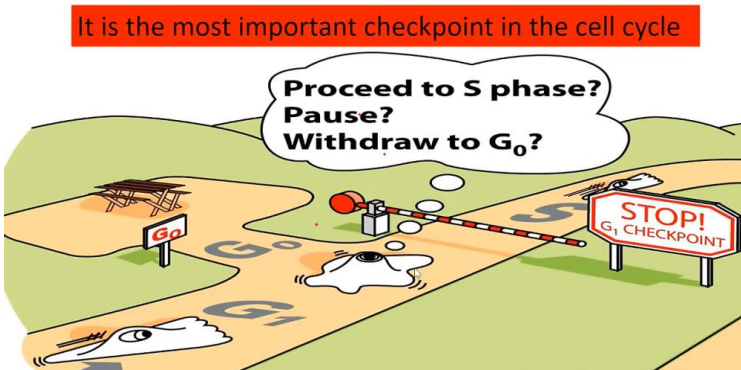 It is the most important checkpoint in the cell cycle
Proceed to S phase?
Pause?
Withdraw to G₀?
S
STOP!
G₁ CHECKPOINT
G₀
G₀
G₁